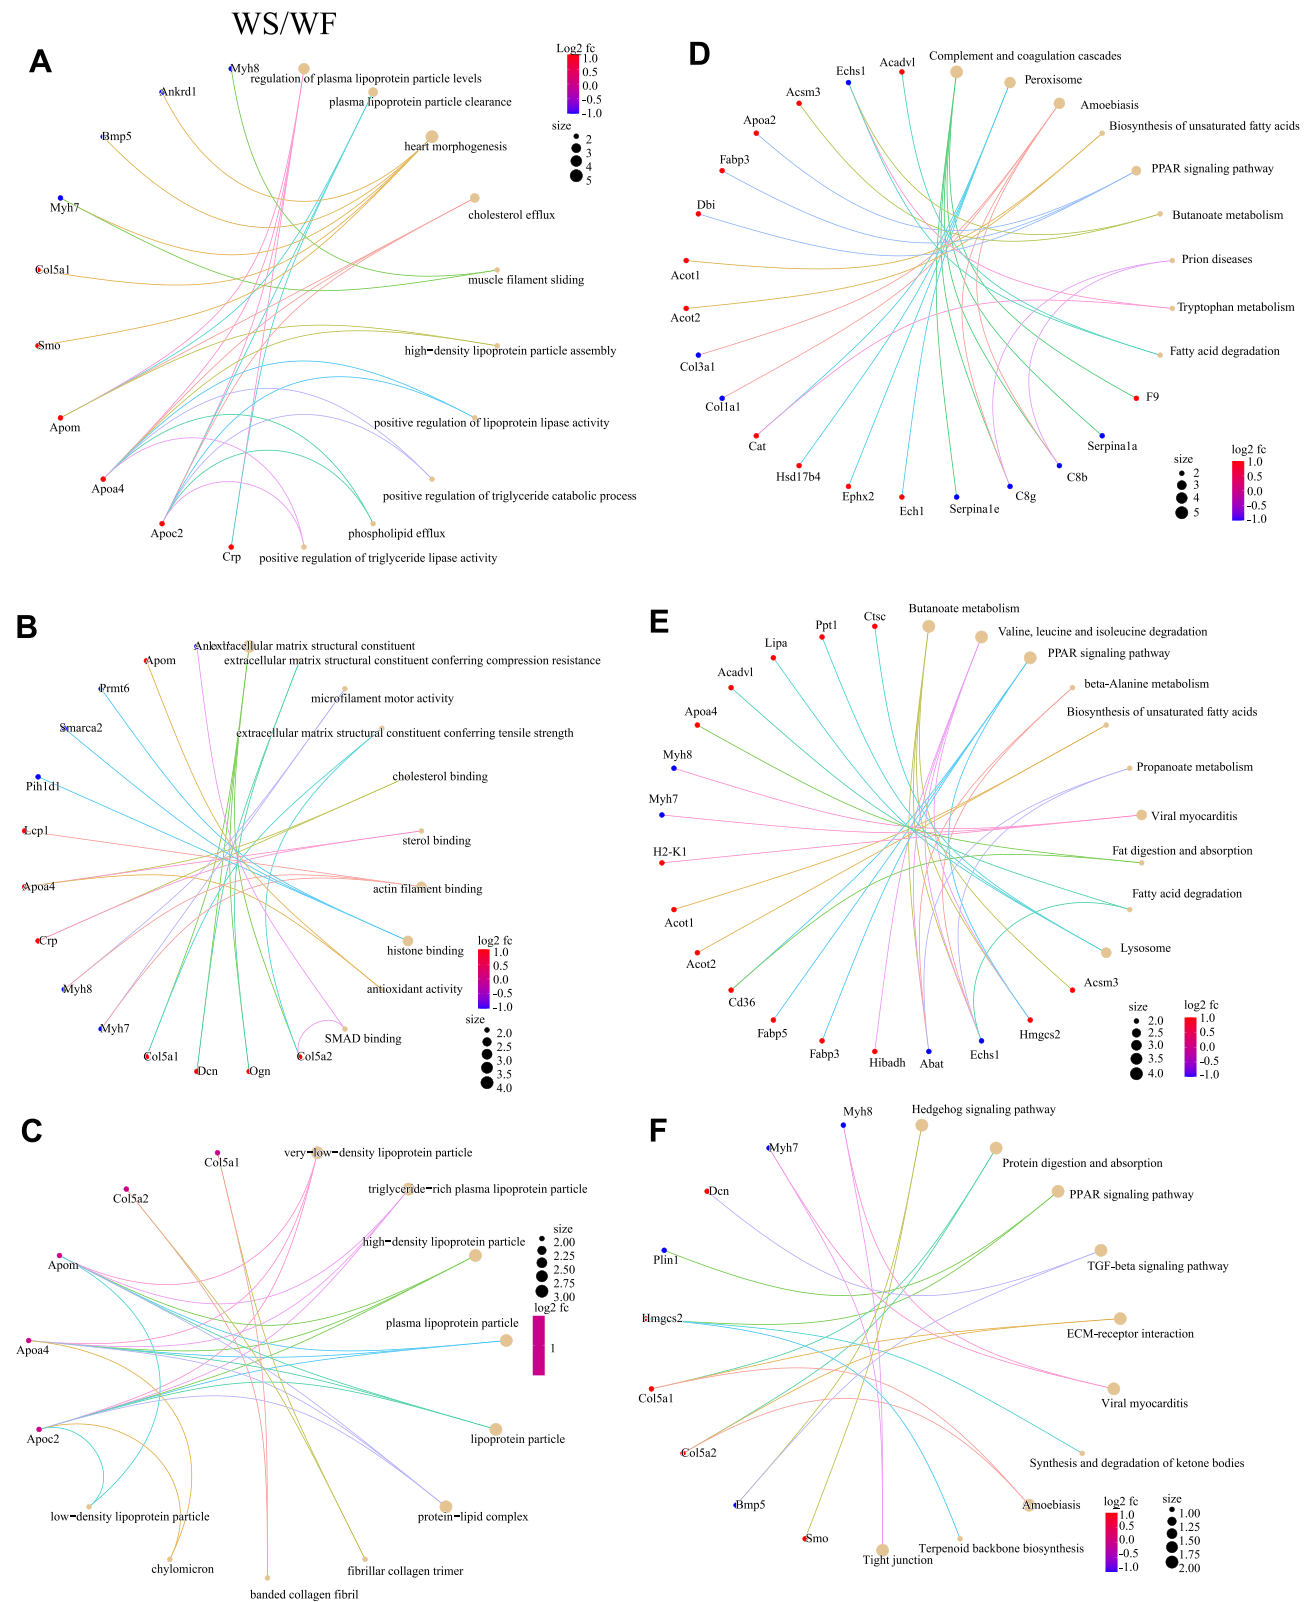 WS/WF
A
Myh8
regulation of plasma lipoprotein particle levels
Ankrd1
plasma lipoprotein particle clearance
Bmp5
heart morphogenesis
Myh7
cholesterol efflux
Col5a1
muscle filament sliding
Smo
high-density lipoprotein particle assembly
Apom
positive regulation of lipoprotein lipase activity
Apoa4
positive regulation of triglyceride catabolic process
Apoc2
phospholipid efflux
Crp
positive regulation of triglyceride lipase activity
Log2 fc
1.0
0.5
0.0
-0.5
-1.0
size
2
3
4
5
D
Acadvl
Complement and coagulation cascades
Echs1
Peroxisome
Acsm3
Amoebiasis
Apoa2
Biosynthesis of unsaturated fatty acids
Fabp3
PPAR signaling pathway
Dbi
Butanoate metabolism
Acot1
Prion diseases
Acot2
Tryptophan metabolism
Col3a1
Fatty acid degradation
Col1a1
F9
Cat
Serpina1a
Hsd17b4
C8b
Ephx2
C8g
Ech1
Serpina1e
size
2
3
4
5
log2 fc
1.0
0.5
0.0
-0.5
-1.0
B
extracellular matrix structural constituent
Apom
extracellular matrix structural constituent conferring compression resistance
Prmt6
microfilament motor activity
Smarca2
extracellular matrix structural constituent conferring tensile strength
Pih1d1
cholesterol binding
Lcp1
sterol binding
Apoa4
actin filament binding
Crp
histone binding
Myh8
antioxidant activity
Myh7
SMAD binding
Col5a1
Col5a2
Dcn
Ogn
log2 fc
1.0
0.5
0.0
-0.5
-1.0
size
2.0
2.5
3.0
3.5
4.0
E
Ctsc
Butanoate metabolism
Ppt1
Valine, leucine and isoleucine degradation
Lipa
PPAR signaling pathway
Acadvl
beta-Alanine metabolism
Apoa4
Biosynthesis of unsaturated fatty acids
Myh8
Propanoate metabolism
Myh7
Viral myocarditis
H2-K1
Fat digestion and absorption
Acot1
Fatty acid degradation
Acot2
Lysosome
Cd36
Acsm3
Fabp5
Hmgcs2
Fabp3
Echs1
Hibadh
Abat
size
2.0
2.5
3.0
3.5
4.0
log2 fc
1.0
0.5
0.0
-0.5
-1.0
C
Col5a1
very-low-density lipoprotein particle
Col5a2
triglyceride-rich plasma lipoprotein particle
Apom
high-density lipoprotein particle
Apoa4
plasma lipoprotein particle
Apoc2
lipoprotein particle
low-density lipoprotein particle
protein-lipid complex
chylomicron
fibrillar collagen trimer
banded collagen fibril
size
2.00
2.25
2.50
2.75
3.00
log2 fc
1
F
Myh8
Hedgehog signaling pathway
Myh7
Protein digestion and absorption
Dcn
PPAR signaling pathway
Plin1
TGF-beta signaling pathway
Hmgcs2
ECM-receptor interaction
Col5a1
Viral myocarditis
Col5a2
Synthesis and degradation of ketone bodies
Bmp5
Amoebiasis
Smo
Terpenoid backbone biosynthesis
Tight junction
log2 fc
1.0
0.5
0.0
-0.5
-1.0
size
1.00
1.25
1.50
1.75
2.00